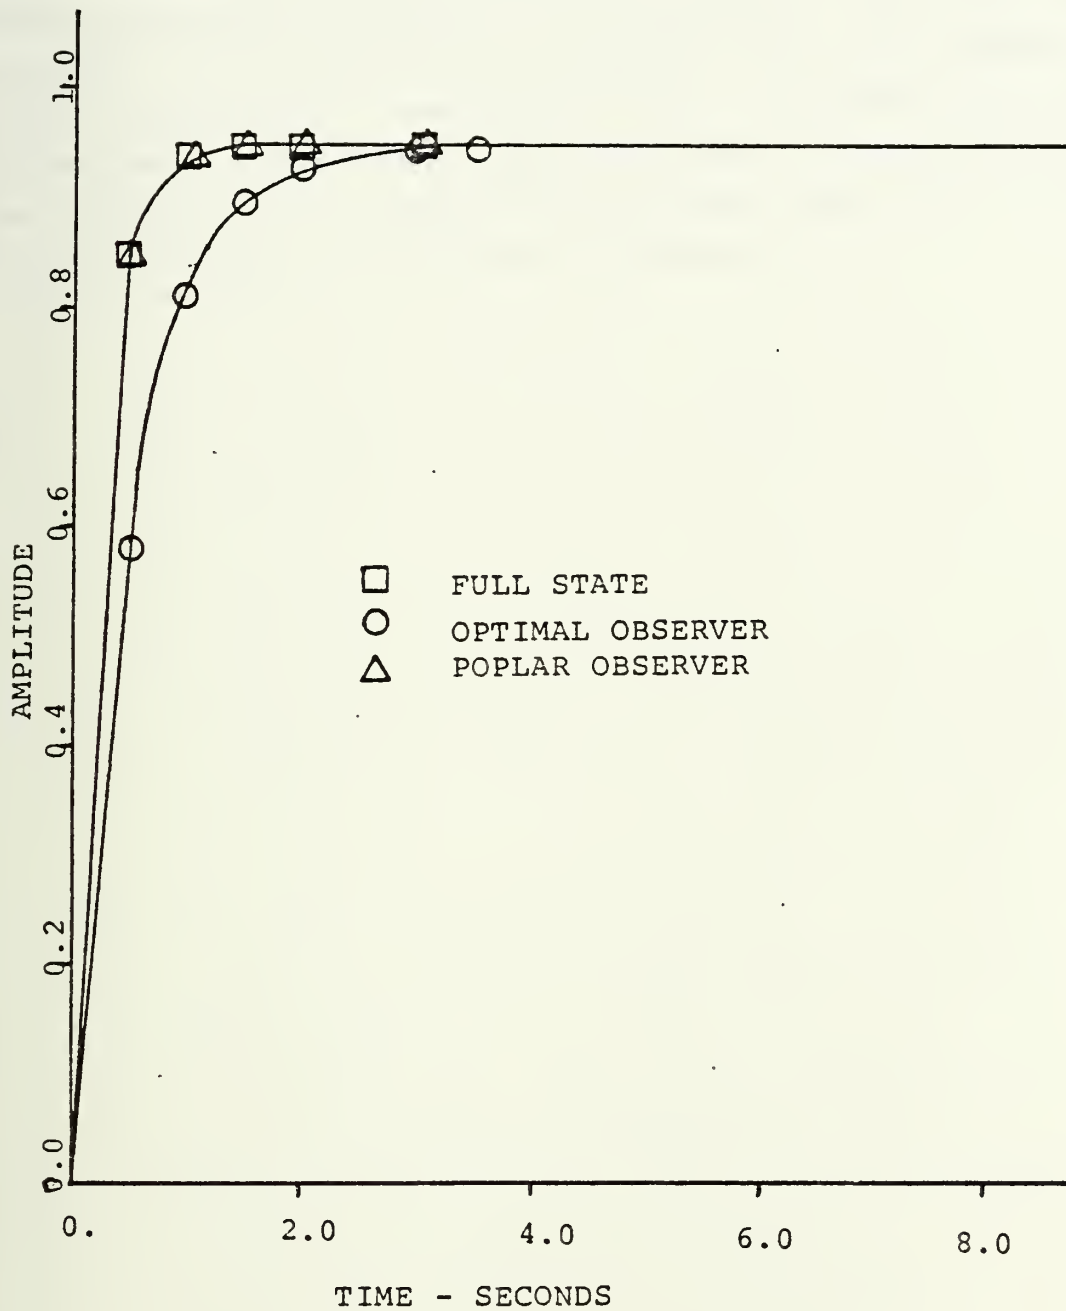 1.0
0.8
0.6
0.4
0.2
0.0
AMPLITUDE
FULL STATE
OPTIMAL OBSERVER
POPLAR OBSERVER
0. 2.0 4.0 6.0 8.0
TIME - SECONDS